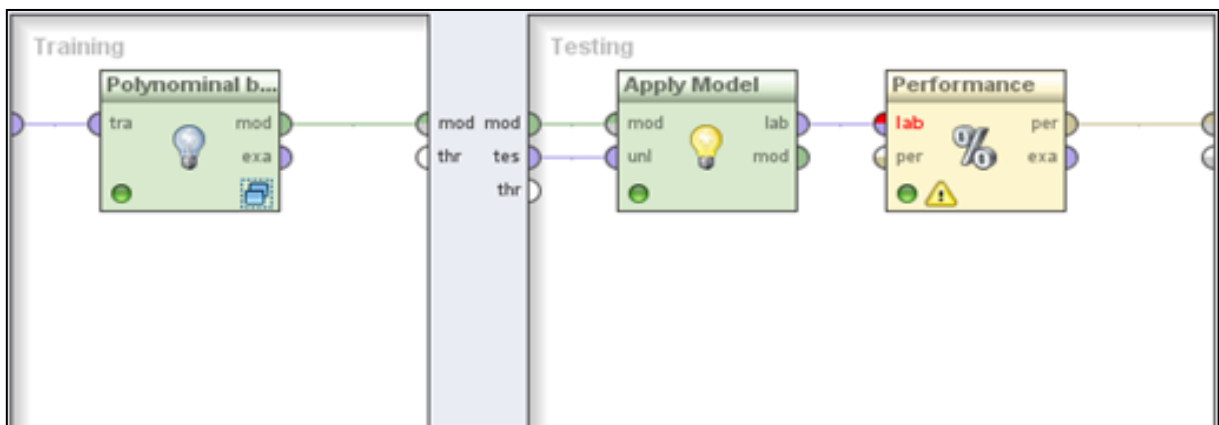 Training
Polynominal b...
tra
mod
exa
mod
thr
mod
tes
thr
Testing
Apply Model
mod
unl
lab
mod
Performance
lab
per
per
exa